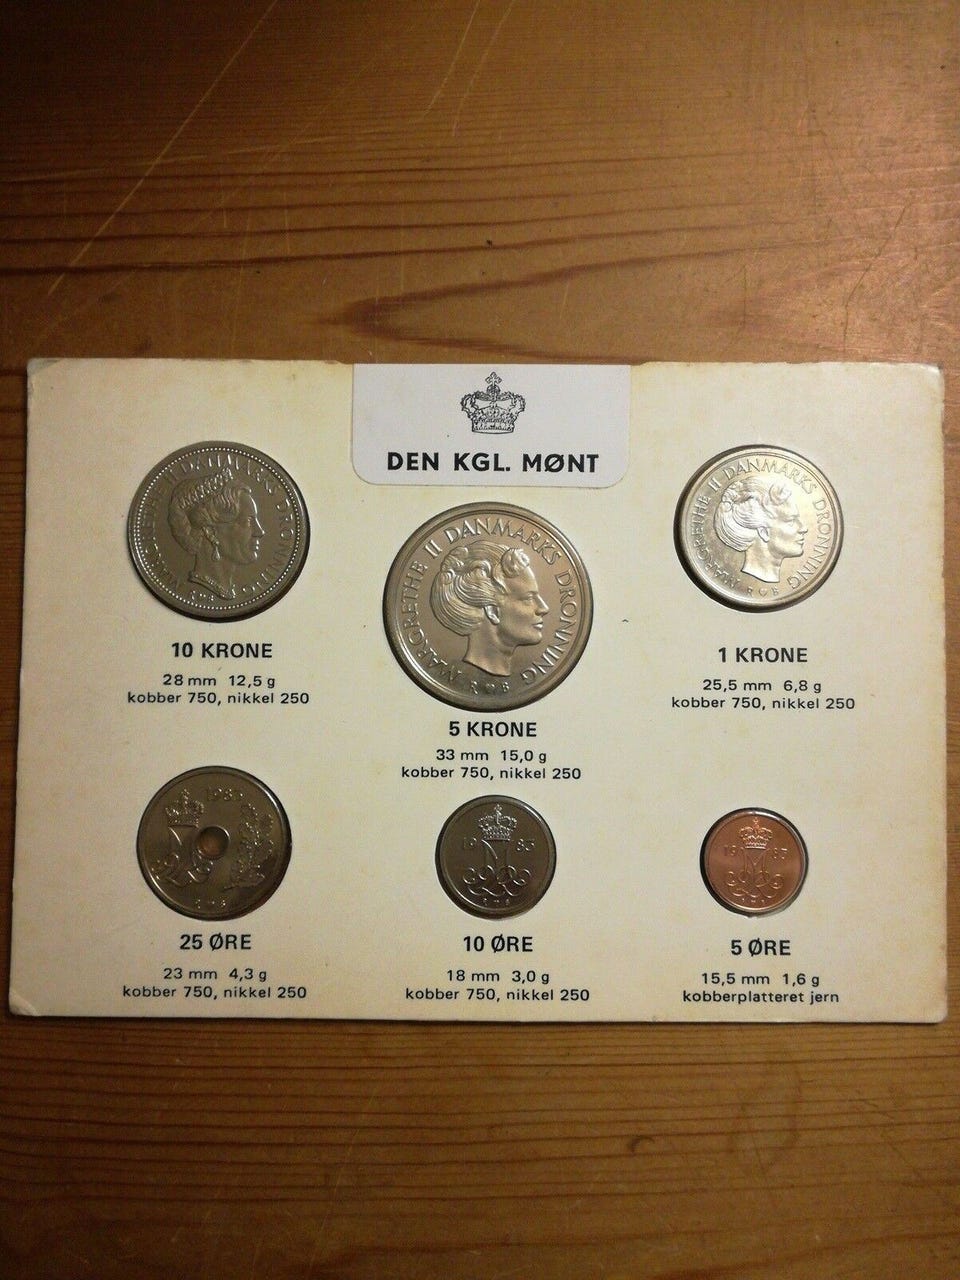 DEN KGL. MØNT
MARGRETHE II DANMARKS DRONNING
10 KRONE
28 mm 12,5 g
kobber 750, nikkel 250
MARGRETHE II DANMARKS DRONNING
R ♥ B
5 KRONE
33 mm 15,0 g
kobber 750, nikkel 250
MARGRETHE II DANMARKS DRONNING
R ♥ B
1 KRONE
25,5 mm 6,8 g
kobber 750, nikkel 250
25 ØRE
23 mm 4,3 g
kobber 750, nikkel 250
10 ØRE
18 mm 3,0 g
kobber 750, nikkel 250
5 ØRE
15,5 mm 1,6 g
kobberplatteret jern